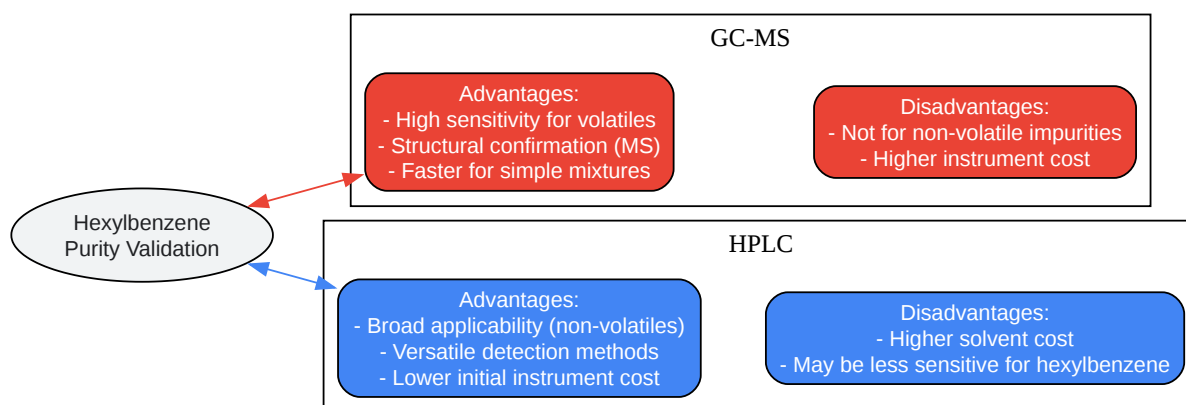 GC-MS
Advantages:
- High sensitivity for volatiles
- Structural confirmation (MS)
- Faster for simple mixtures
Disadvantages:
- Not for non-volatile impurities
- Higher instrument cost
Hexylbenzene
Purity Validation
HPLC
Advantages:
- Broad applicability (non-volatiles)
- Versatile detection methods
- Lower initial instrument cost
Disadvantages:
- Higher solvent cost
- May be less sensitive for hexylbenzene